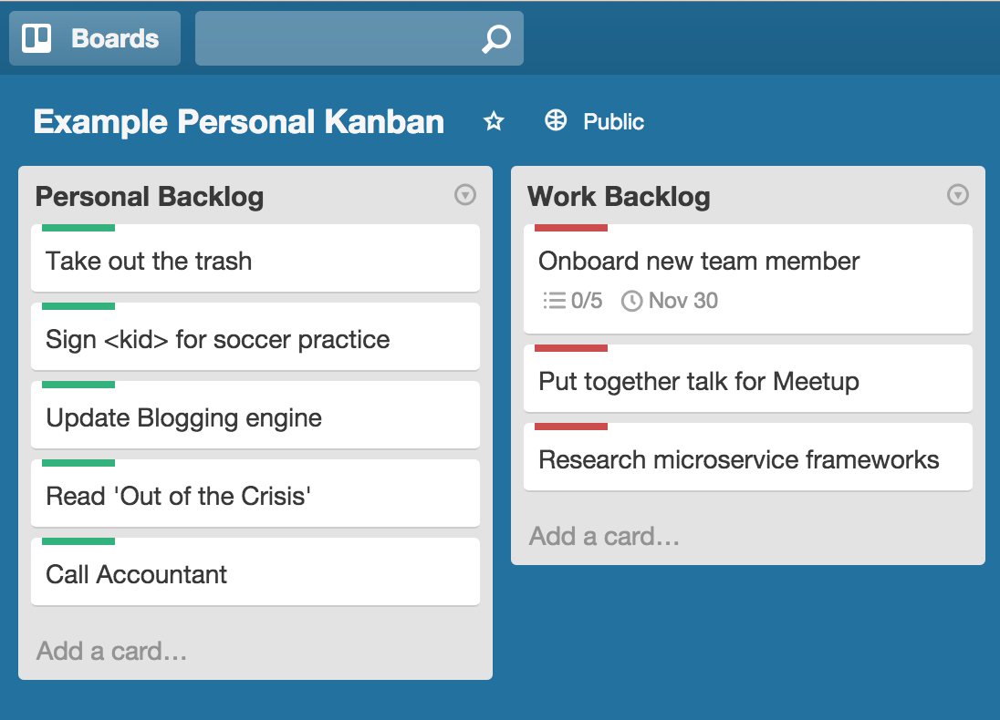 Boards
Example Personal Kanban
Public
Personal Backlog
Take out the trash
Sign <kid> for soccer practice
Update Blogging engine
Read 'Out of the Crisis'
Call Accountant
Add a card…
Work Backlog
Onboard new team member
0/5 Nov 30
Put together talk for Meetup
Research microservice frameworks
Add a card…